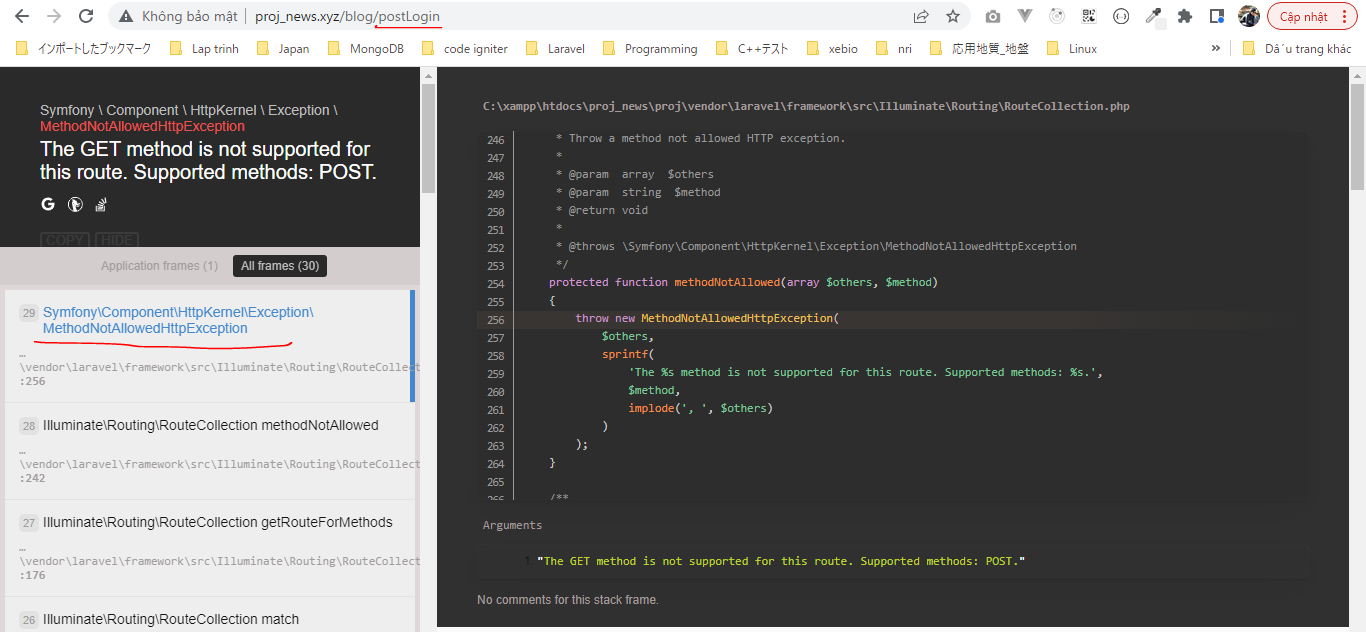 Không bảo mật | proj_news.xyz/blog/postLogin
Cập nhật
インポートしたブックマーク Lap trinh Japan MongoDB code igniter Laravel Programming C++テスト xebio nri 応用地質_地盤 Linux » Dấu trang khác
Symfony \ Component \ HttpKernel \ Exception \
MethodNotAllowedHttpException
The GET method is not supported for
this route. Supported methods: POST.
COPY HIDE
Application frames (1) All frames (30)
29 Symfony\Component\HttpKernel\Exception\
MethodNotAllowedHttpException
…
\vendor\laravel\framework\src\Illuminate\Routing\RouteCollect
:256
28 Illuminate\Routing\RouteCollection methodNotAllowed
…
\vendor\laravel\framework\src\Illuminate\Routing\RouteCollect
:242
27 Illuminate\Routing\RouteCollection getRouteForMethods
…
\vendor\laravel\framework\src\Illuminate\Routing\RouteCollect
:176
26 Illuminate\Routing\RouteCollection match
C:\xampp\htdocs\proj_news\proj\vendor\laravel\framework\src\Illuminate\Routing\RouteCollection.php
246 * Throw a method not allowed HTTP exception.
247 *
248 * @param  array  $others
249 * @param  string  $method
250 * @return void
251 *
252 * @throws \Symfony\Component\HttpKernel\Exception\MethodNotAllowedHttpException
253 */
254 protected function methodNotAllowed(array $others, $method)
255 {
256 throw new MethodNotAllowedHttpException(
257 $others,
258 sprintf(
259 'The %s method is not supported for this route. Supported methods: %s.',
260 $method,
261 implode(', ', $others)
262 )
263 );
264 }
265
266 /**
Arguments
1. "The GET method is not supported for this route. Supported methods: POST."
No comments for this stack frame.